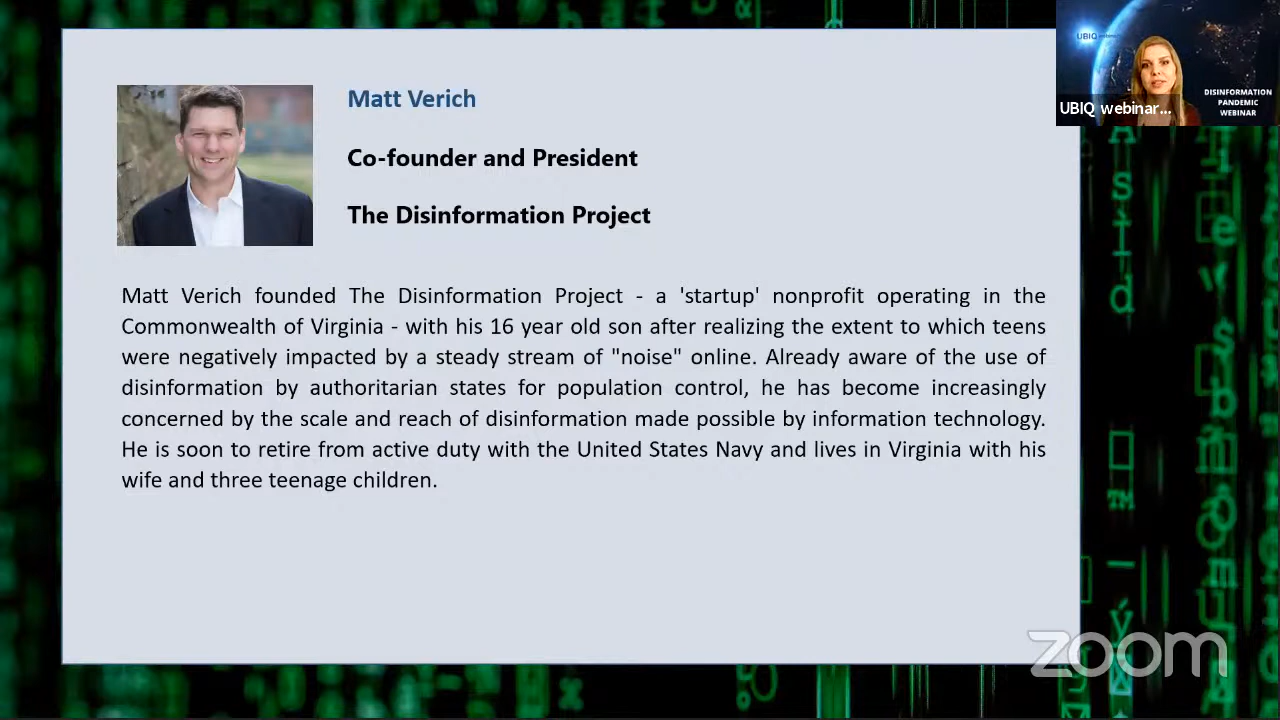 Matt Verich
Co-founder and President
The Disinformation Project
Matt Verich founded The Disinformation Project - a 'startup' nonprofit operating in the
Commonwealth of Virginia - with his 16 year old son after realizing the extent to which teens
were negatively impacted by a steady stream of "noise" online. Already aware of the use of
disinformation by authoritarian states for population control, he has become increasingly
concerned by the scale and reach of disinformation made possible by information technology.
He is soon to retire from active duty with the United States Navy and lives in Virginia with his
wife and three teenage children.
UBIQ
DISINFORMATION
PANDEMIC
WEBINAR
UBIQ webinar...
zoom